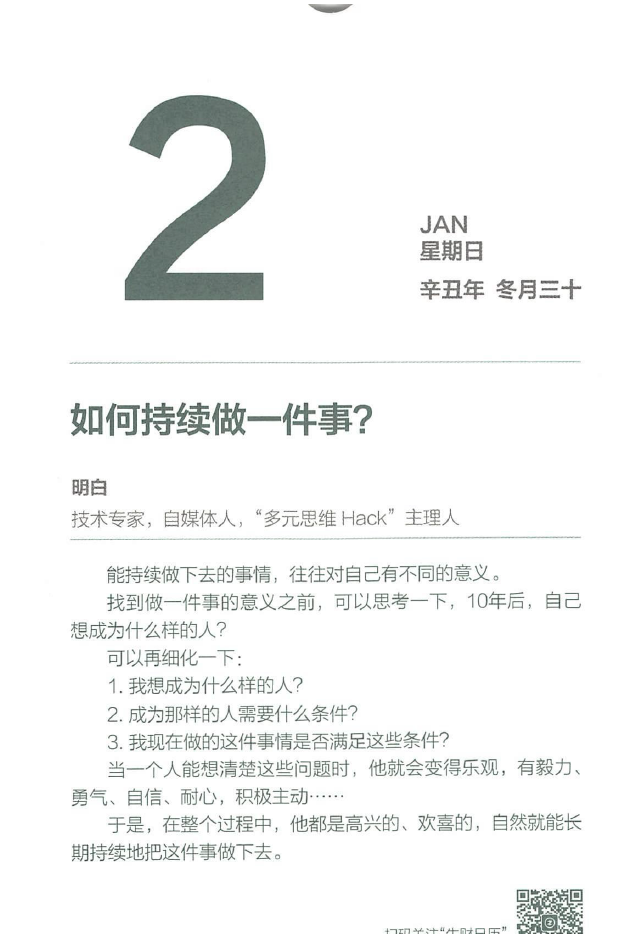 2
JAN
星期日
辛丑年 冬月三十
如何持续做一件事?
明白
技术专家，自媒体人，“多元思维 Hack” 主理人
能持续做下去的事情，往往对自己有不同的意义。
找到做一件事的意义之前，可以思考一下，10年后，自己
想成为什么样的人?
可以再细化一下：
1. 我想成为什么样的人?
2. 成为那样的人需要什么条件?
3. 我现在做的这件事情是否满足这些条件?
当一个人能想清楚这些问题时，他就会变得乐观，有毅力、
勇气、自信、耐心，积极主动……
于是，在整个过程中，他都是高兴的、欢喜的，自然就能长
期持续地把这件事做下去。
扫码关注“生财日历”